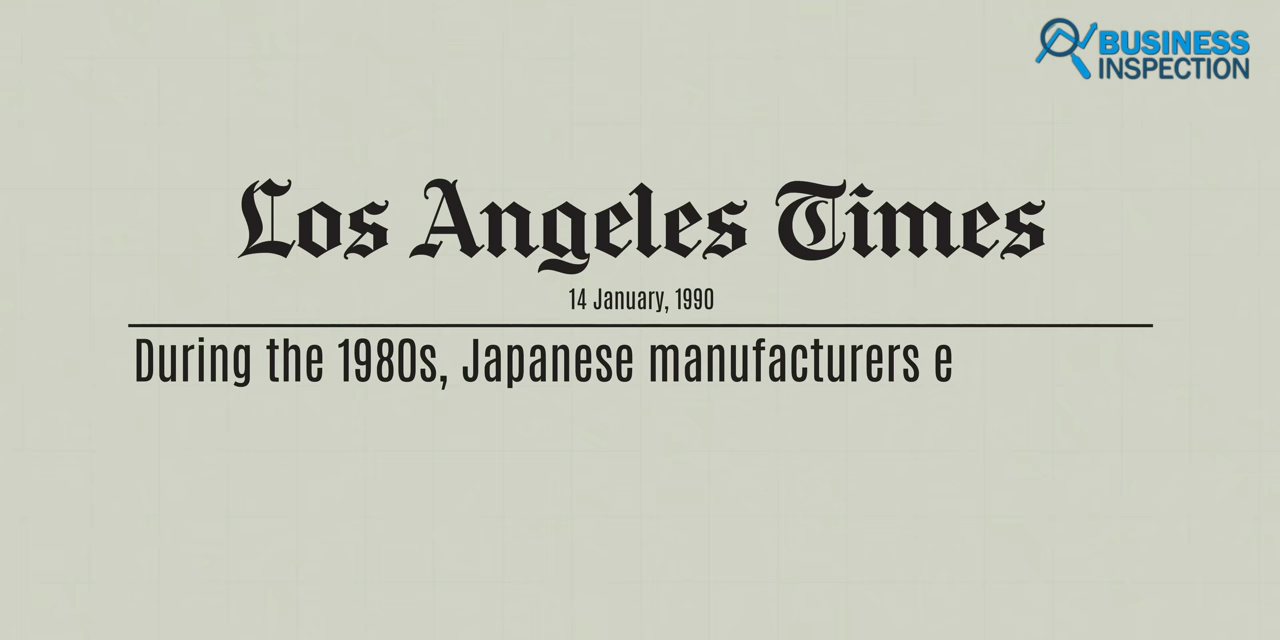 BUSINESS
INSPECTION
Los Angeles Times
14 January, 1990
During the 1980s, Japanese manufacturers e